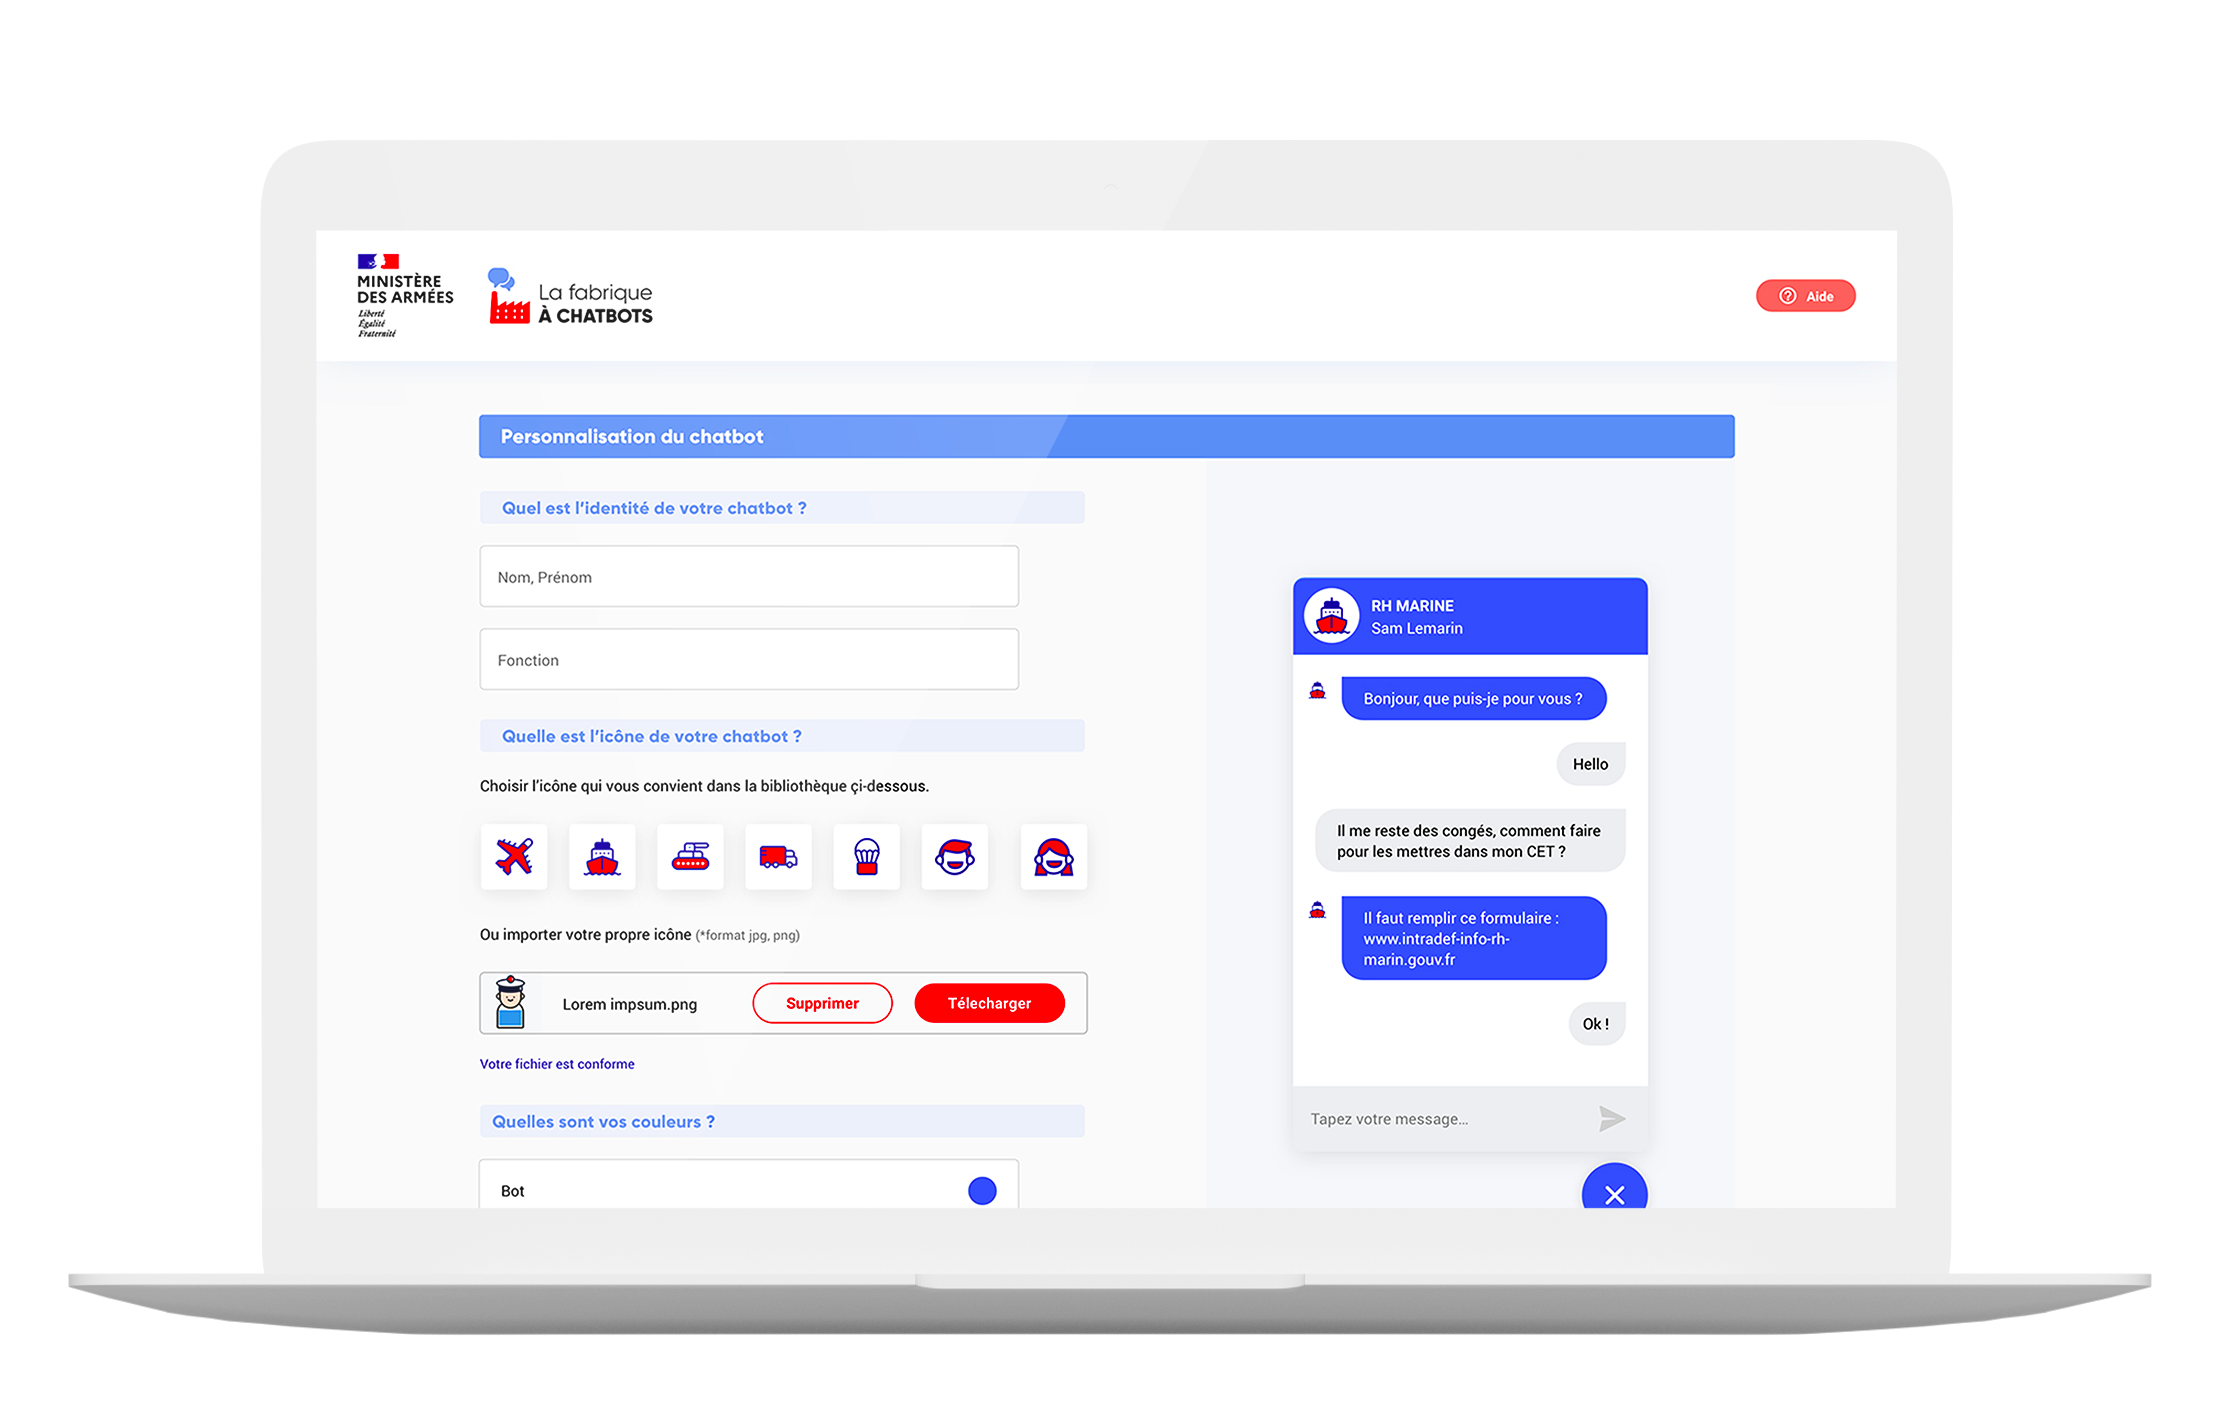 MINISTÈRE
DES ARMÉES
Liberté
Égalité
Fraternité
La fabrique
À CHATBOTS
Aide
Personnalisation du chatbot
Quel est l'identité de votre chatbot ?
Nom, Prénom
Fonction
Quelle est l'icône de votre chatbot ?
Choisir l'icône qui vous convient dans la bibliothèque çi-dessous.
Ou importer votre propre icône (*format jpg, png)
Lorem impsum.png
Supprimer
Télecharger
Votre fichier est conforme
Quelles sont vos couleurs ?
Bot
RH MARINE
Sam Lemarin
Bonjour, que puis-je pour vous ?
Hello
Il me reste des congés, comment faire
pour les mettres dans mon CET ?
Il faut remplir ce formulaire :
www.intradef-info-rh-
marin.gouv.fr
Ok !
Tapez votre message...